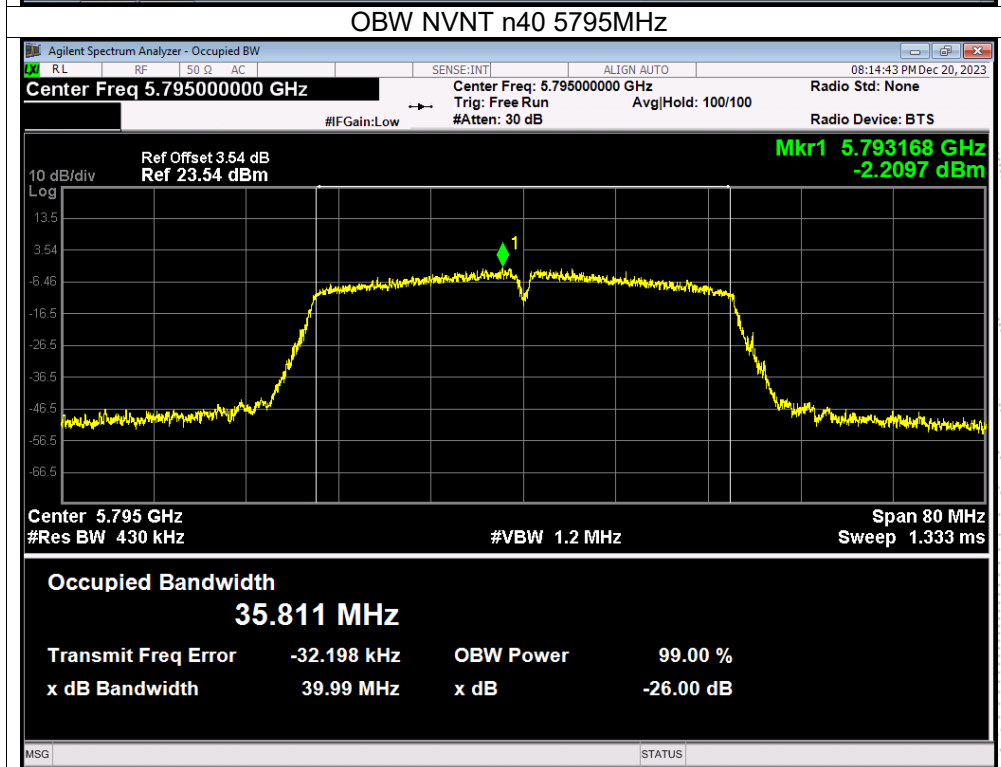 OBW NVNT n40 5795MHz
Agilent Spectrum Analyzer - Occupied BW
LXI RL RF 50 Ω AC SENSE:INT ALIGN AUTO 08:14:43 PM Dec 20, 2023
Center Freq 5.795000000 GHz Center Freq: 5.795000000 GHz Radio Std: None
Trig: Free Run Avg|Hold: 100/100
#IFGain:Low #Atten: 30 dB Radio Device: BTS
Ref Offset 3.54 dB Mkr1 5.793168 GHz
10 dB/div Ref 23.54 dBm -2.2097 dBm
Log
13.5
1
3.54
-6.46
-16.5
-26.5
-36.5
-46.5
-56.5
-66.5
Center 5.795 GHz Span 80 MHz
#Res BW 430 kHz #VBW 1.2 MHz Sweep 1.333 ms
Occupied Bandwidth
35.811 MHz
Transmit Freq Error -32.198 kHz OBW Power 99.00 %
x dB Bandwidth 39.99 MHz x dB -26.00 dB
MSG STATUS